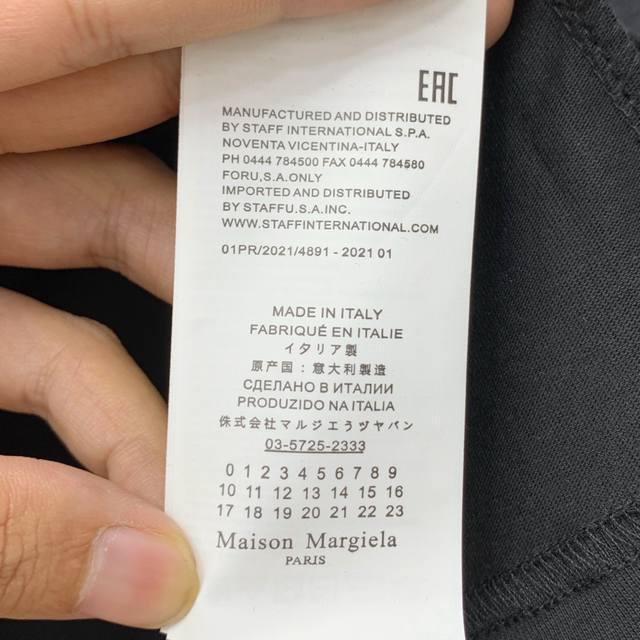 EAC
MANUFACTURED AND DISTRIBUTED
BY STAFF INTERNATIONAL S.P.A.
NOVENTA VICENTINA-ITALY
PH 0444 784500 FAX 0444 784580
FORU,S.A.ONLY
IMPORTED AND DISTRIBUTED
BY STAFFU.S.A.INC.
WWW.STAFFINTERNATIONAL.COM
01PR/2021/4891 - 2021 01
MADE IN ITALY
FABRIQUÉ EN ITALIE
イタリア製
原产国：意大利製造
СДЕЛАНО В ИТАЛИИ
PRODUZIDO NA ITALIA
侏式会社マルジエうヅヤバン
03-5725-2333
0 1 2 3 4 5 6 7 8 9
10 11 12 13 14 15 16
17 18 19 20 21 22 23
Maison Margiela
PARIS